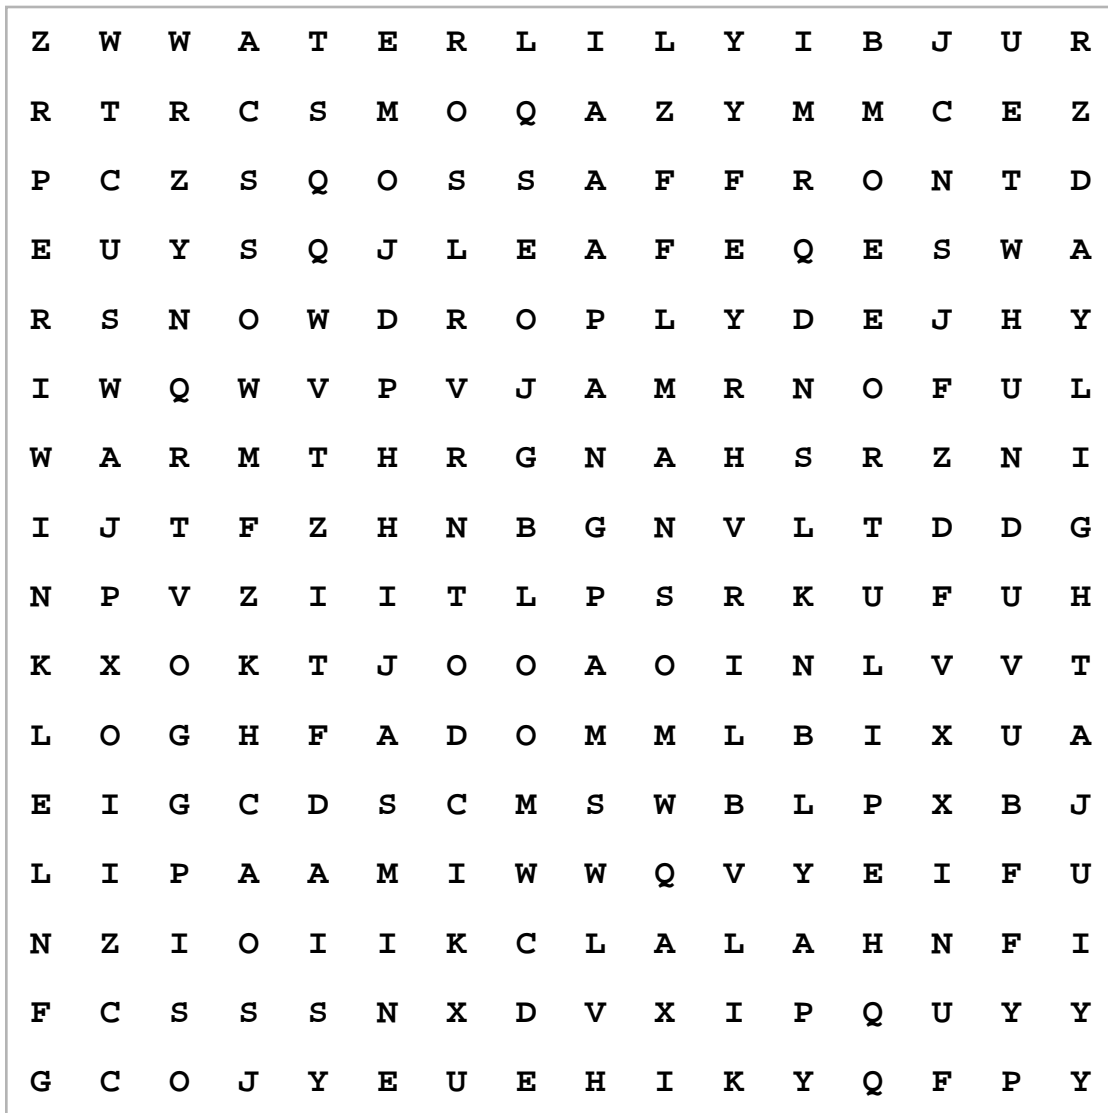 Z W W A T E R L I L Y I B J U R
R T R C S M O Q A Z Y M M C E Z
P C Z S Q O S S A F F R O N T D
E U Y S Q J L E A F E Q E S W A
R S N O W D R O P L Y D E J H Y
I W Q W V P V J A M R N O F U L
W A R M T H R G N A H S R Z N I
I J T F Z H N B G N V L T D D G
N P V Z I I T L P S R K U F U H
K X O K T J O O A O I N L V V T
L O G H F A D O M M L B I X U A
E I G C D S C M S W B L P X B J
L I P A A M I W W Q V Y E I F U
N Z I O I I K C L A L A H N F I
F C S S S N X D V X I P Q U Y Y
G C O J Y E U E H I K Y Q F P Y